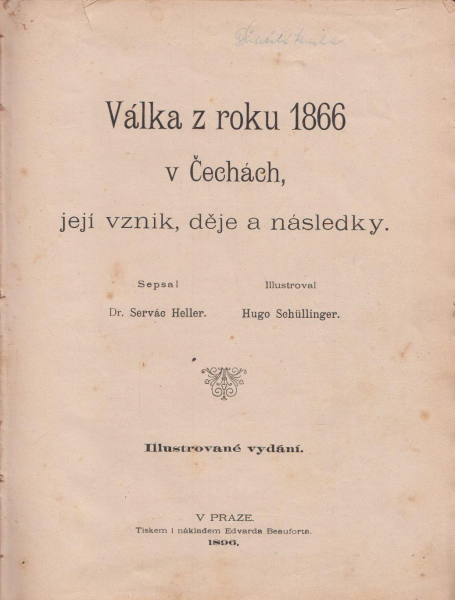 Válka z roku 1866
v Čechách,
její vznik, děje a následky.
Sepsal Illustroval
Dr. Servác Heller. Hugo Schüllinger.
Illustrované vydání.
V PRAZE.
Tiskem i nákladem Edvarda Beauforta.
1896.